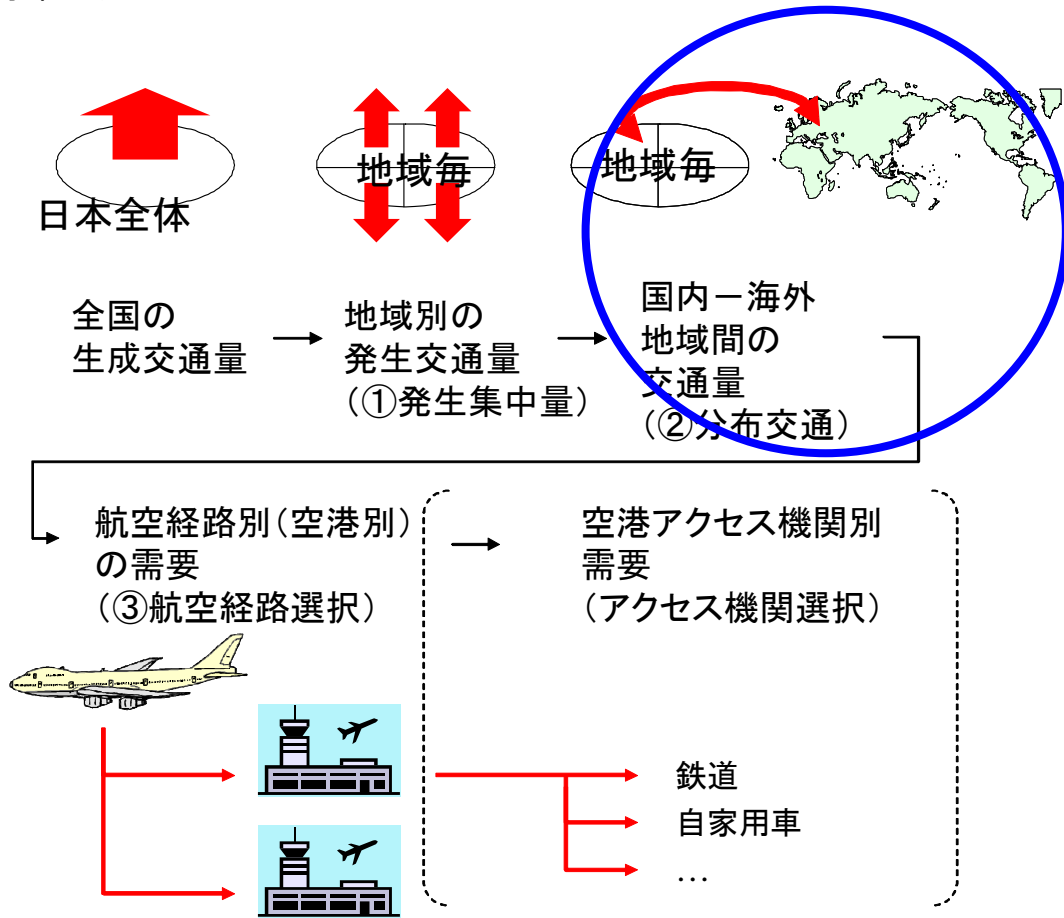 日本全体
地域毎
地域毎
全国の
生成交通量
地域別の
発生交通量
(①発生集中量)
国内－海外
地域間の
交通量
(②分布交通)
航空経路別(空港別)
の需要
(③航空経路選択)
空港アクセス機関別
需要
(アクセス機関選択)
鉄道
自家用車
…